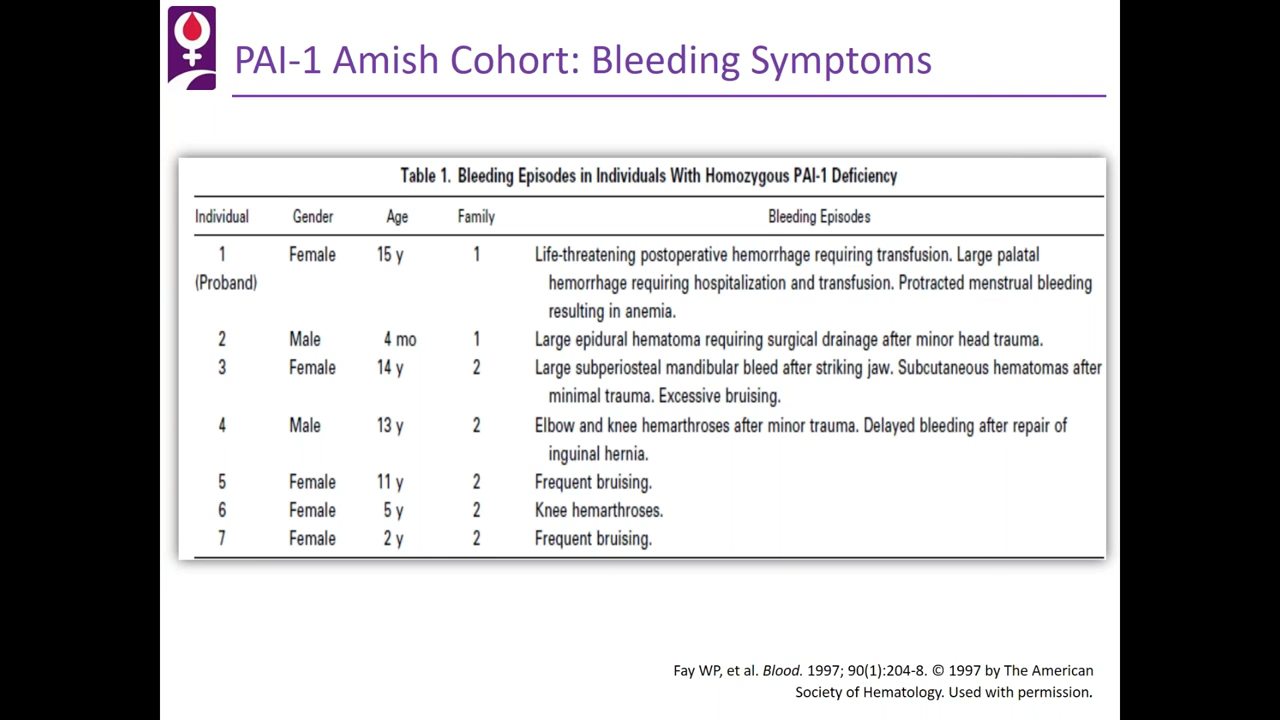 PAI-1 Amish Cohort: Bleeding Symptoms
Table 1. Bleeding Episodes in Individuals With Homozygous PAI-1 Deficiency
Individual Gender Age Family Bleeding Episodes
1 Female 15 y 1 Life-threatening postoperative hemorrhage requiring transfusion. Large palatal
(Proband) hemorrhage requiring hospitalization and transfusion. Protracted menstrual bleeding
resulting in anemia.
2 Male 4 mo 1 Large epidural hematoma requiring surgical drainage after minor head trauma.
3 Female 14 y 2 Large subperiosteal mandibular bleed after striking jaw. Subcutaneous hematomas after
minimal trauma. Excessive bruising.
4 Male 13 y 2 Elbow and knee hemarthroses after minor trauma. Delayed bleeding after repair of
inguinal hernia.
5 Female 11 y 2 Frequent bruising.
6 Female 5 y 2 Knee hemarthroses.
7 Female 2 y 2 Frequent bruising.
Fay WP, et al. Blood. 1997; 90(1):204-8. © 1997 by The American
Society of Hematology. Used with permission.